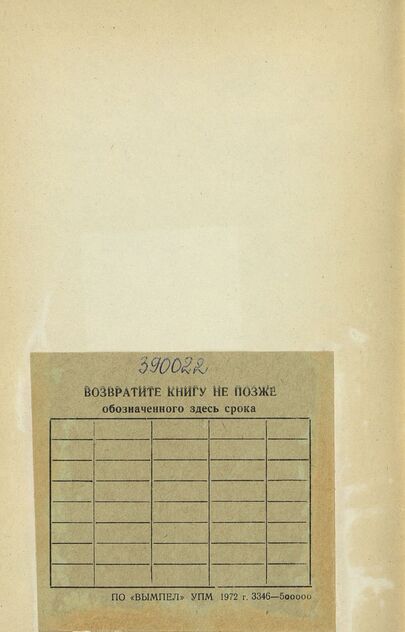 390022
ВОЗВРАТИТЕ КНИГУ НЕ ПОЗЖЕ
обозначенного здесь срока
ПО «ВЫМПЕЛ» УПМ 1972 г. 3346—500000